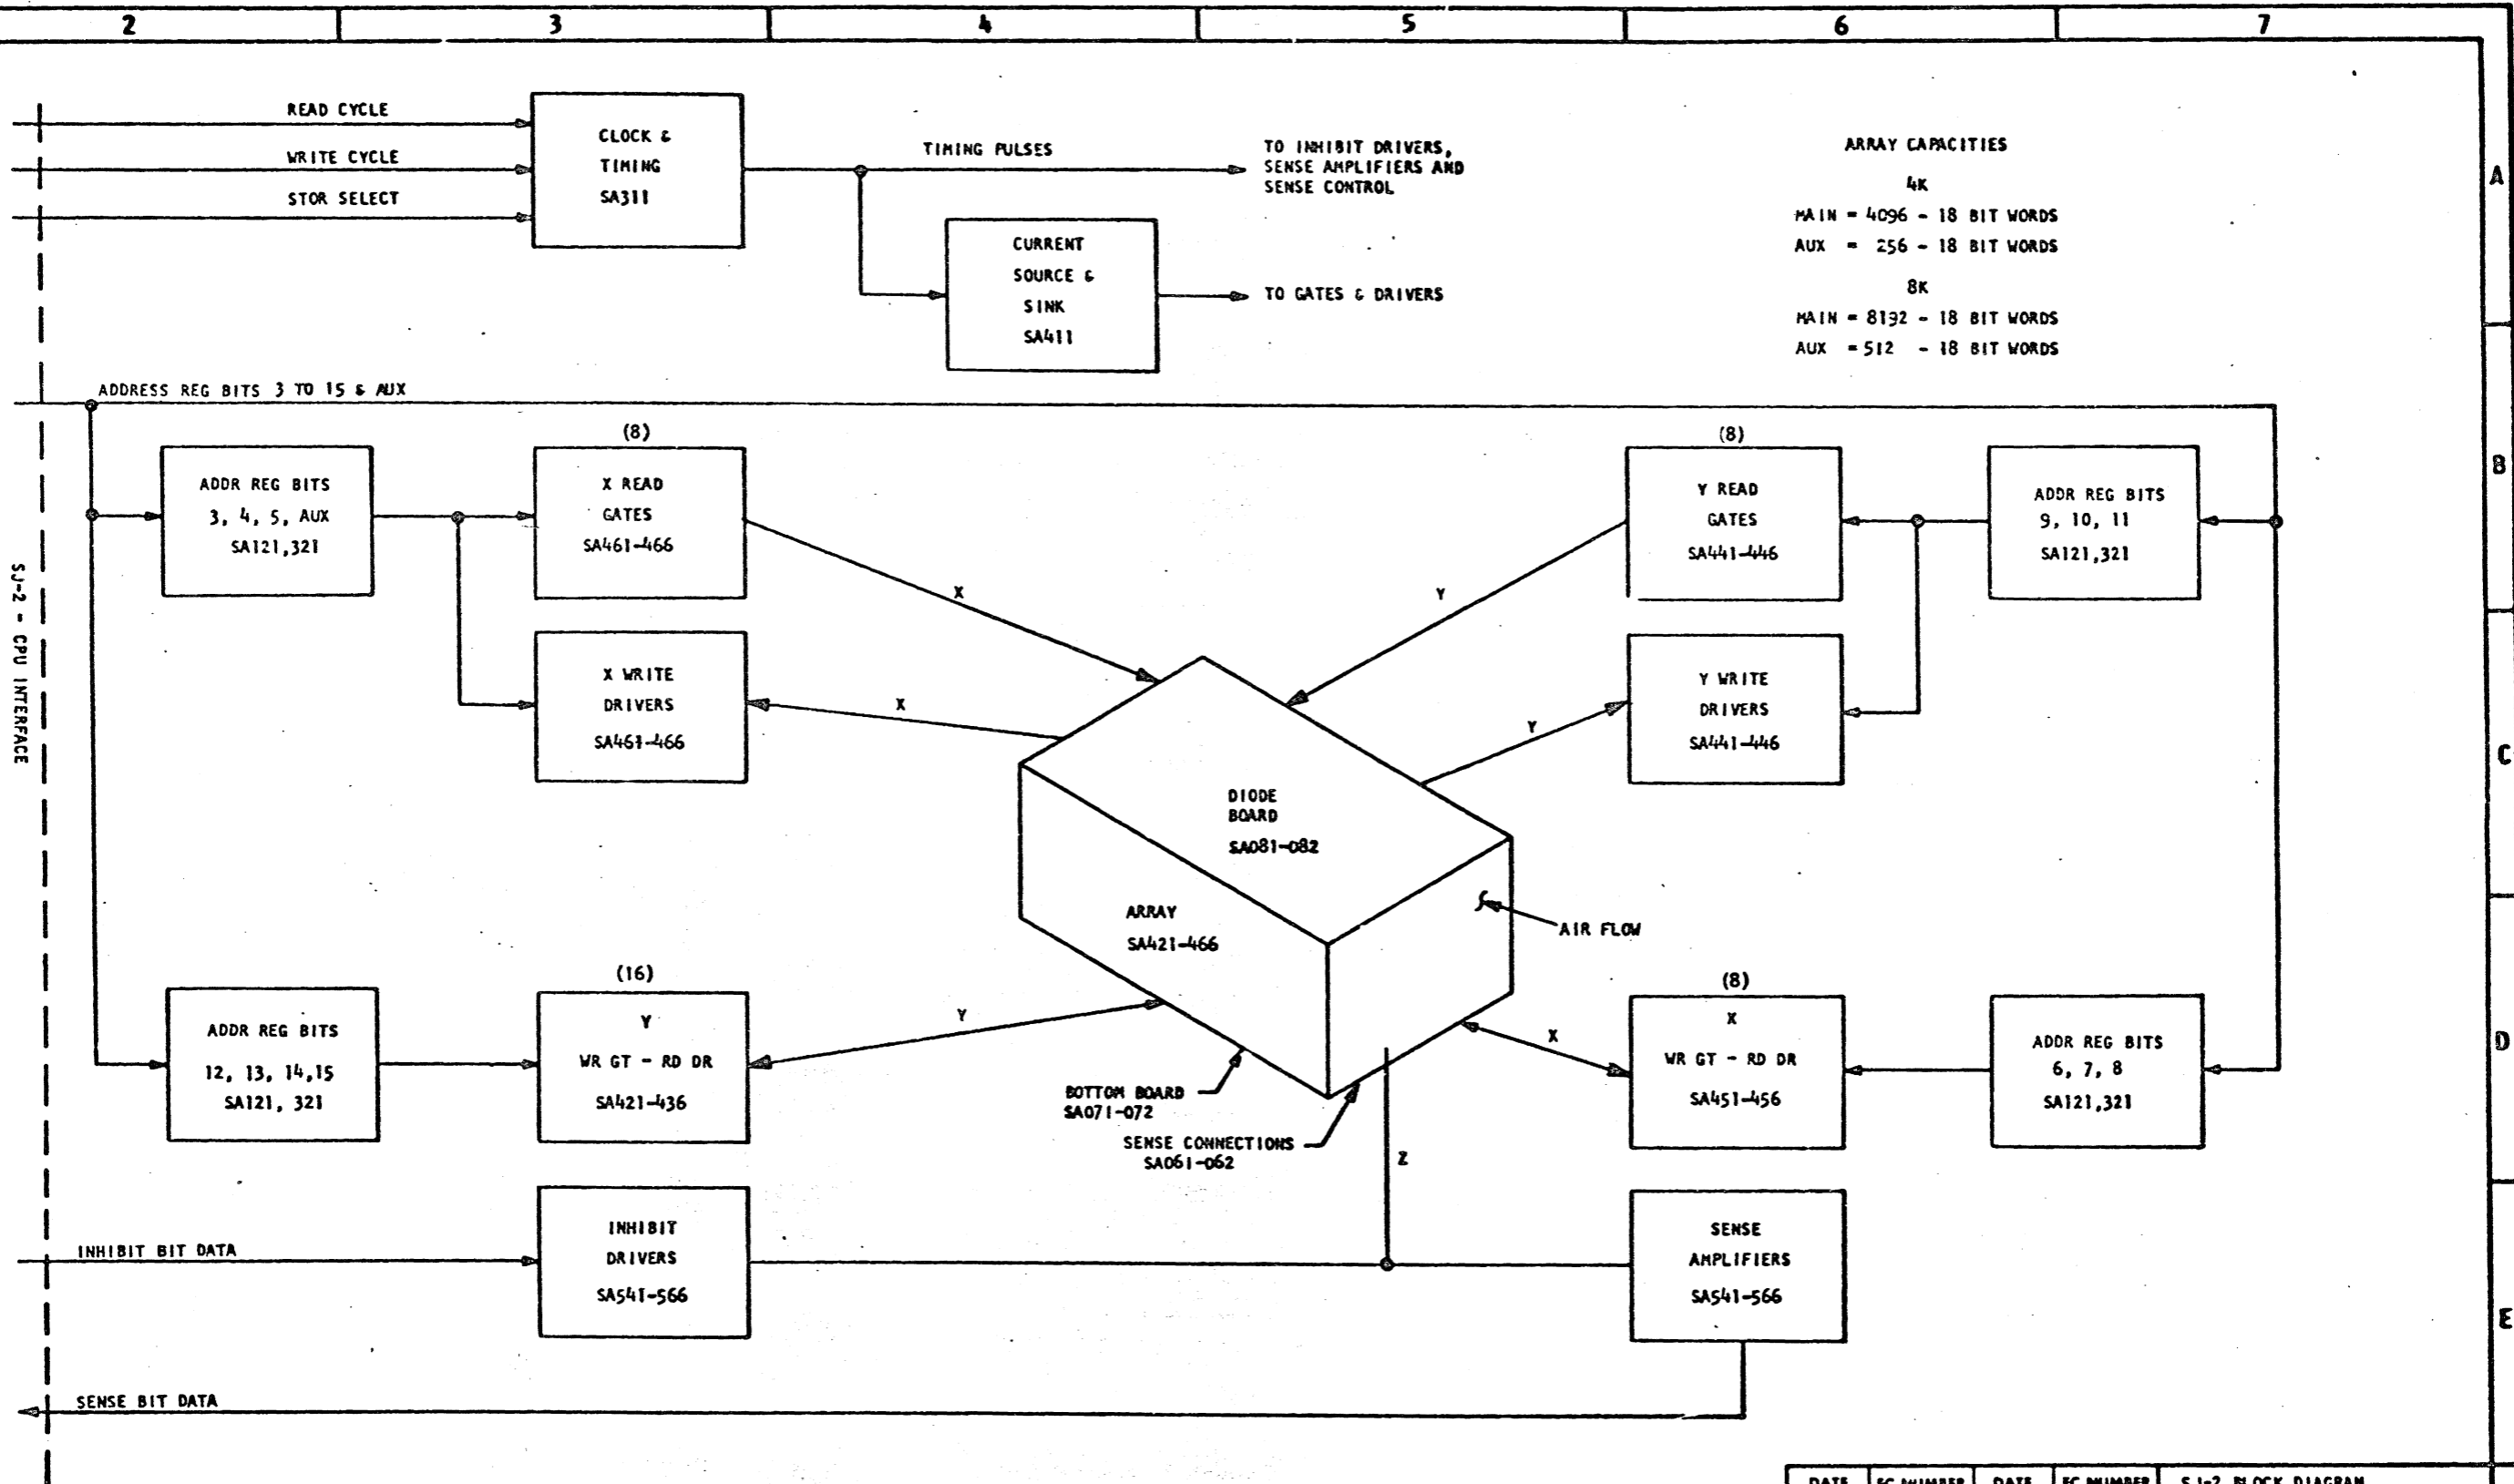 2 3 4 5 6 7
READ CYCLE
WRITE CYCLE
STOR SELECT
CLOCK &
TIMING
SA311
TIMING PULSES
TO INHIBIT DRIVERS,
SENSE AMPLIFIERS AND
SENSE CONTROL
CURRENT
SOURCE &
SINK
SA411
TO GATES & DRIVERS
ARRAY CAPACITIES
4K
MAIN = 4096 - 18 BIT WORDS
AUX = 256 - 18 BIT WORDS
8K
MAIN = 8192 - 18 BIT WORDS
AUX = 512 - 18 BIT WORDS
A
ADDRESS REG BITS 3 TO 15 & AUX
ADDR REG BITS
3, 4, 5, AUX
SA121,321
(8)
X READ
GATES
SA461-466
X
(8)
Y READ
GATES
SA441-446
Y
ADDR REG BITS
9, 10, 11
SA121,321
B
SJ-2 - CPU INTERFACE
X WRITE
DRIVERS
SA461-466
X
Y WRITE
DRIVERS
SA441-446
Y
C
DIODE
BOARD
SA081-082
ARRAY
SA421-466
AIR FLOW
ADDR REG BITS
12, 13, 14,15
SA121, 321
(16)
Y
WR GT - RD DR
SA421-436
Y
BOTTOM BOARD
SA071-072
SENSE CONNECTIONS
SA061-062
Z
X
(8)
X
WR GT - RD DR
SA451-456
ADDR REG BITS
6, 7, 8
SA121,321
D
INHIBIT BIT DATA
INHIBIT
DRIVERS
SA541-566
SENSE
AMPLIFIERS
SA541-566
E
SENSE BIT DATA
DATE EC NUMBER DATE EC NUMBER SJ-2 BLOCK DIAGRAM